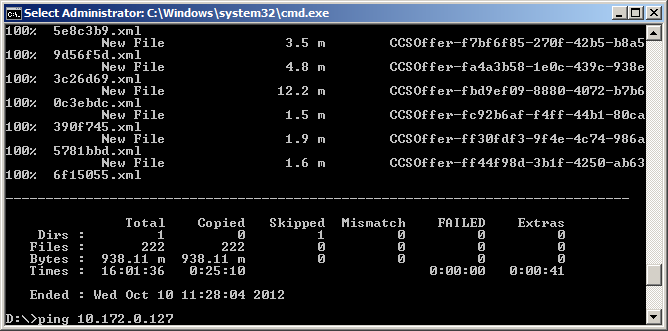 Select Administrator: C:\Windows\system32\cmd.exe
100%  5e8c3b9.xml
            New File               3.5 m        CCSOffer-f7bf6f85-270f-42b5-b8a5
100%  9d56f5d.xml
            New File               4.8 m        CCSOffer-fa4a3b58-1e0c-439c-938e
100%  3c26d69.xml
            New File              12.2 m        CCSOffer-fbd9ef09-8880-4072-b7b6
100%  0c3ebdc.xml
            New File               1.5 m        CCSOffer-fc92b6af-f4ff-44b1-80ca
100%  390f745.xml
            New File               1.9 m        CCSOffer-ff30fdf3-9f4e-4c74-986a
100%  5781bbd.xml
            New File               1.6 m        CCSOffer-ff44f98d-3b1f-4250-ab63
100%  6f15055.xml
------------------------------------------------------------------------------
               Total    Copied   Skipped  Mismatch    FAILED    Extras
    Dirs :         1         0         1         0         0         0
   Files :       222       222         0         0         0         0
   Bytes :  938.11 m  938.11 m         0         0         0         0
   Times :  16:01:36   0:25:10                       0:00:00   0:00:41
   Ended : Wed Oct 10 11:28:04 2012
D:\>ping 10.172.0.127